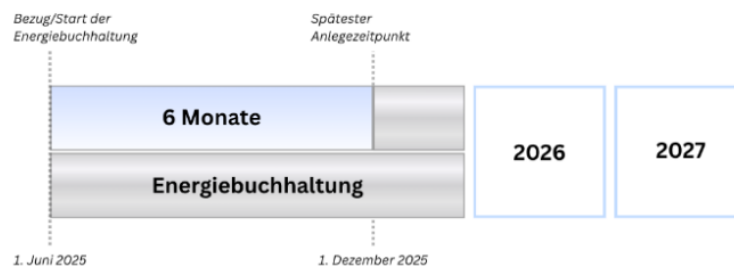 Bezug/Start der
Energiebuchhaltung
Spätester
Anlegezeitpunkt
6 Monate
Energiebuchhaltung
2026
2027
1. Juni 2025
1. Dezember 2025